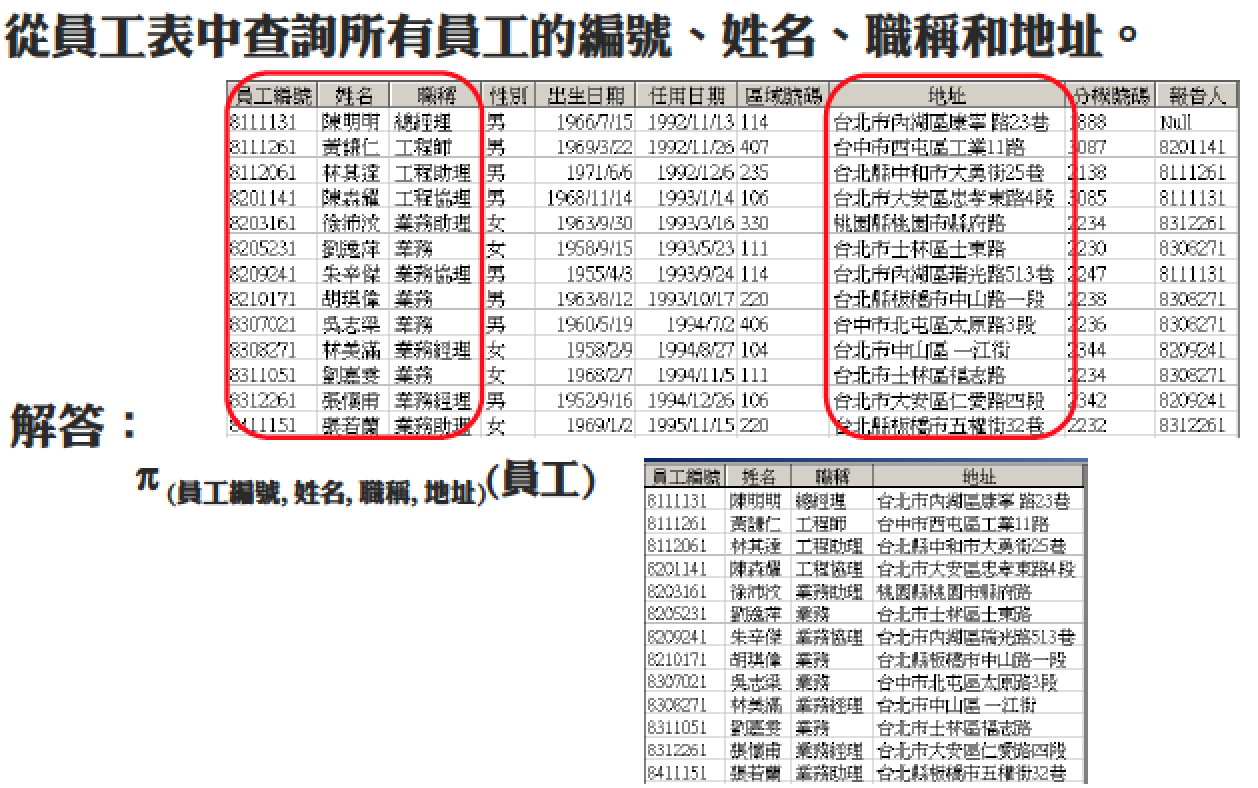 從員工表中查詢所有員工的編號、姓名、職稱和地址。
員工編號 姓名 職稱 性別 出生日期 任用日期 區域號碼 地址 分機號碼 報告人
8111131 陳明明 總經理 男 1966/7/15 1992/11/13 114 台北市內湖區康寧路23巷 1888 Null
8111261 黃謙仁 工程師 男 1969/3/22 1992/11/26 407 台中市西屯區工業11路 3087 8201141
8112061 林其達 工程助理 男 1971/6/6 1992/12/6 235 台北縣中和市大勇街25巷 2138 8111261
8201141 陳森耀 工程協理 男 1968/11/14 1993/1/14 106 台北市大安區忠孝東路4段 3085 8111131
8203161 徐沛汶 業務助理 女 1963/9/30 1993/3/16 330 桃園縣桃園市縣府路 2234 8312261
8205231 劉逸萍 業務 女 1958/9/15 1993/5/23 111 台北市士林區士東路 2230 8308271
8209241 朱辛傑 業務協理 男 1955/4/3 1993/9/24 114 台北市內湖區瑞光路513巷 2247 8111131
8210171 胡琪偉 業務 男 1963/8/12 1993/10/17 220 台北縣板橋市中山路一段 2238 8308271
8307021 吳志梁 業務 男 1960/5/19 1994/7/2 406 台中市北屯區太原路3段 2236 8308271
8308271 林美滿 業務經理 女 1958/2/9 1994/8/27 104 台北市中山區一江街 2344 8209241
8311051 劉嘉雯 業務 女 1968/2/7 1994/11/5 111 台北市士林區福志路 2234 8308271
8312261 張懷甫 業務經理 男 1952/9/16 1994/12/26 106 台北市大安區仁愛路四段 2342 8209241
8411151 張若蘭 業務助理 女 1969/1/2 1995/11/15 220 台北縣板橋市五權街32巷 2232 8312261
解答：
π (員工編號, 姓名, 職稱, 地址)(員工)
員工編號 姓名 職稱 地址
8111131 陳明明 總經理 台北市內湖區康寧路23巷
8111261 黃謙仁 工程師 台中市西屯區工業11路
8112061 林其達 工程助理 台北縣中和市大勇街25巷
8201141 陳森耀 工程協理 台北市大安區忠孝東路4段
8203161 徐沛汶 業務助理 桃園縣桃園市縣府路
8205231 劉逸萍 業務 台北市士林區士東路
8209241 朱辛傑 業務協理 台北市內湖區瑞光路513巷
8210171 胡琪偉 業務 台北縣板橋市中山路一段
8307021 吳志梁 業務 台中市北屯區太原路3段
8308271 林美滿 業務經理 台北市中山區一江街
8311051 劉嘉雯 業務 台北市士林區福志路
8312261 張懷甫 業務經理 台北市大安區仁愛路四段
8411151 張若蘭 業務助理 台北縣板橋市五權街32巷